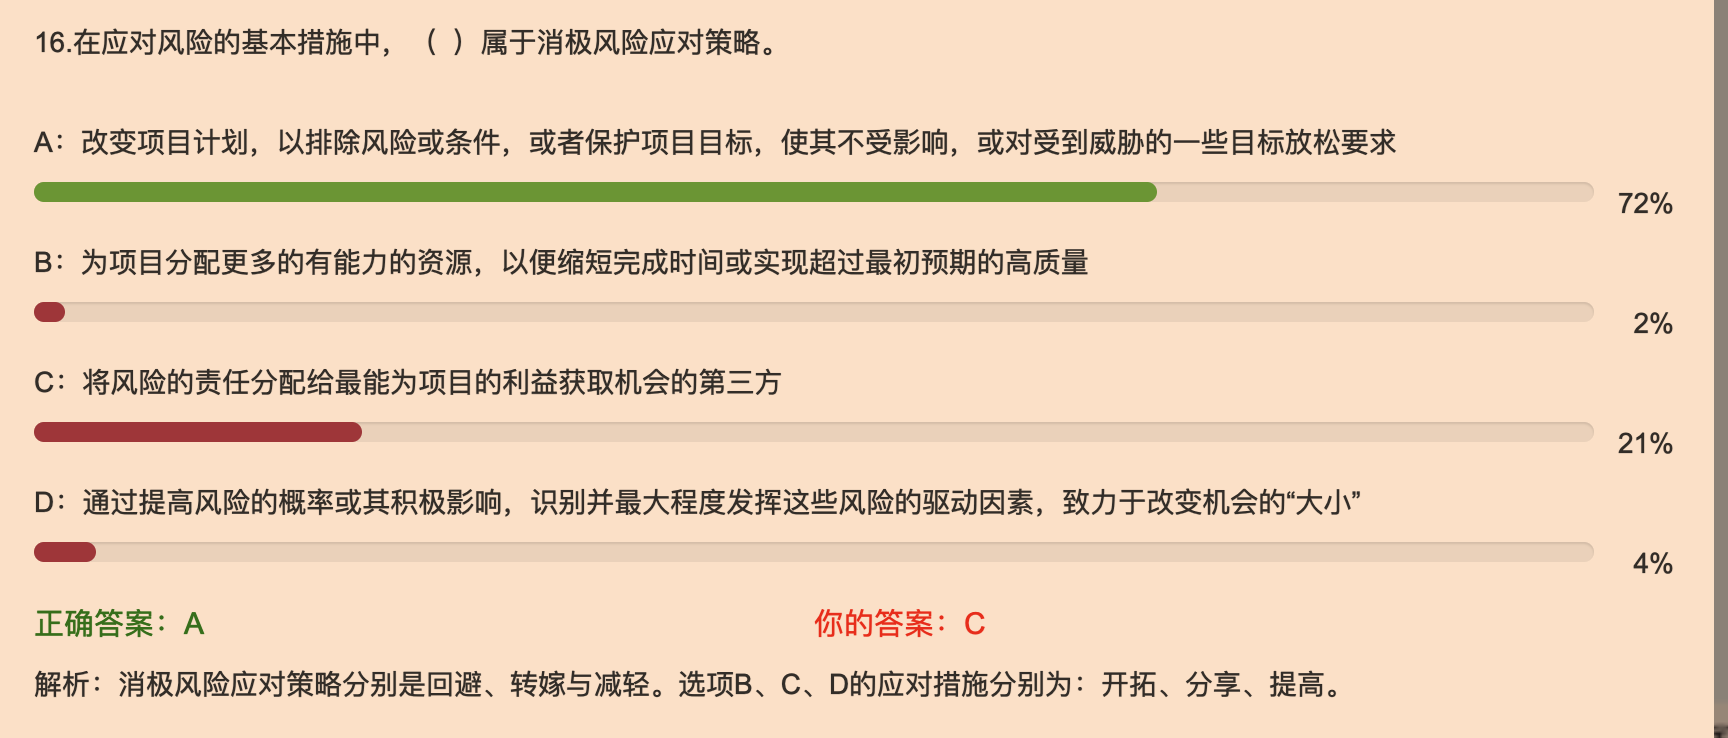 16.在应对风险的基本措施中，（ ）属于消极风险应对策略。
A：改变项目计划，以排除风险或条件，或者保护项目目标，使其不受影响，或对受到威胁的一些目标放松要求
72%
B：为项目分配更多的有能力的资源，以便缩短完成时间或实现超过最初预期的高质量
2%
C：将风险的责任分配给最能为项目的利益获取机会的第三方
21%
D：通过提高风险的概率或其积极影响，识别并最大程度发挥这些风险的驱动因素，致力于改变机会的“大小”
4%
正确答案：A 你的答案：C
解析：消极风险应对策略分别是回避、转嫁与减轻。选项B、C、D的应对措施分别为：开拓、分享、提高。